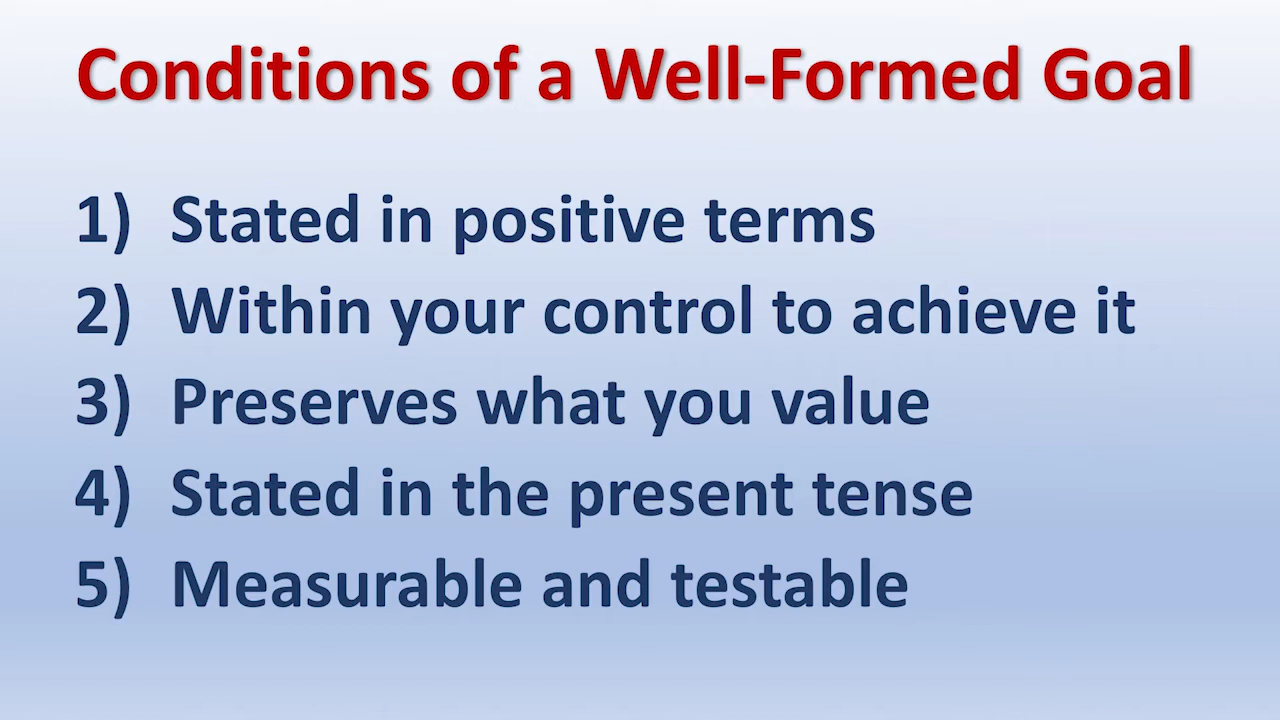 Conditions of a Well-Formed Goal
1) Stated in positive terms
2) Within your control to achieve it
3) Preserves what you value
4) Stated in the present tense
5) Measurable and testable